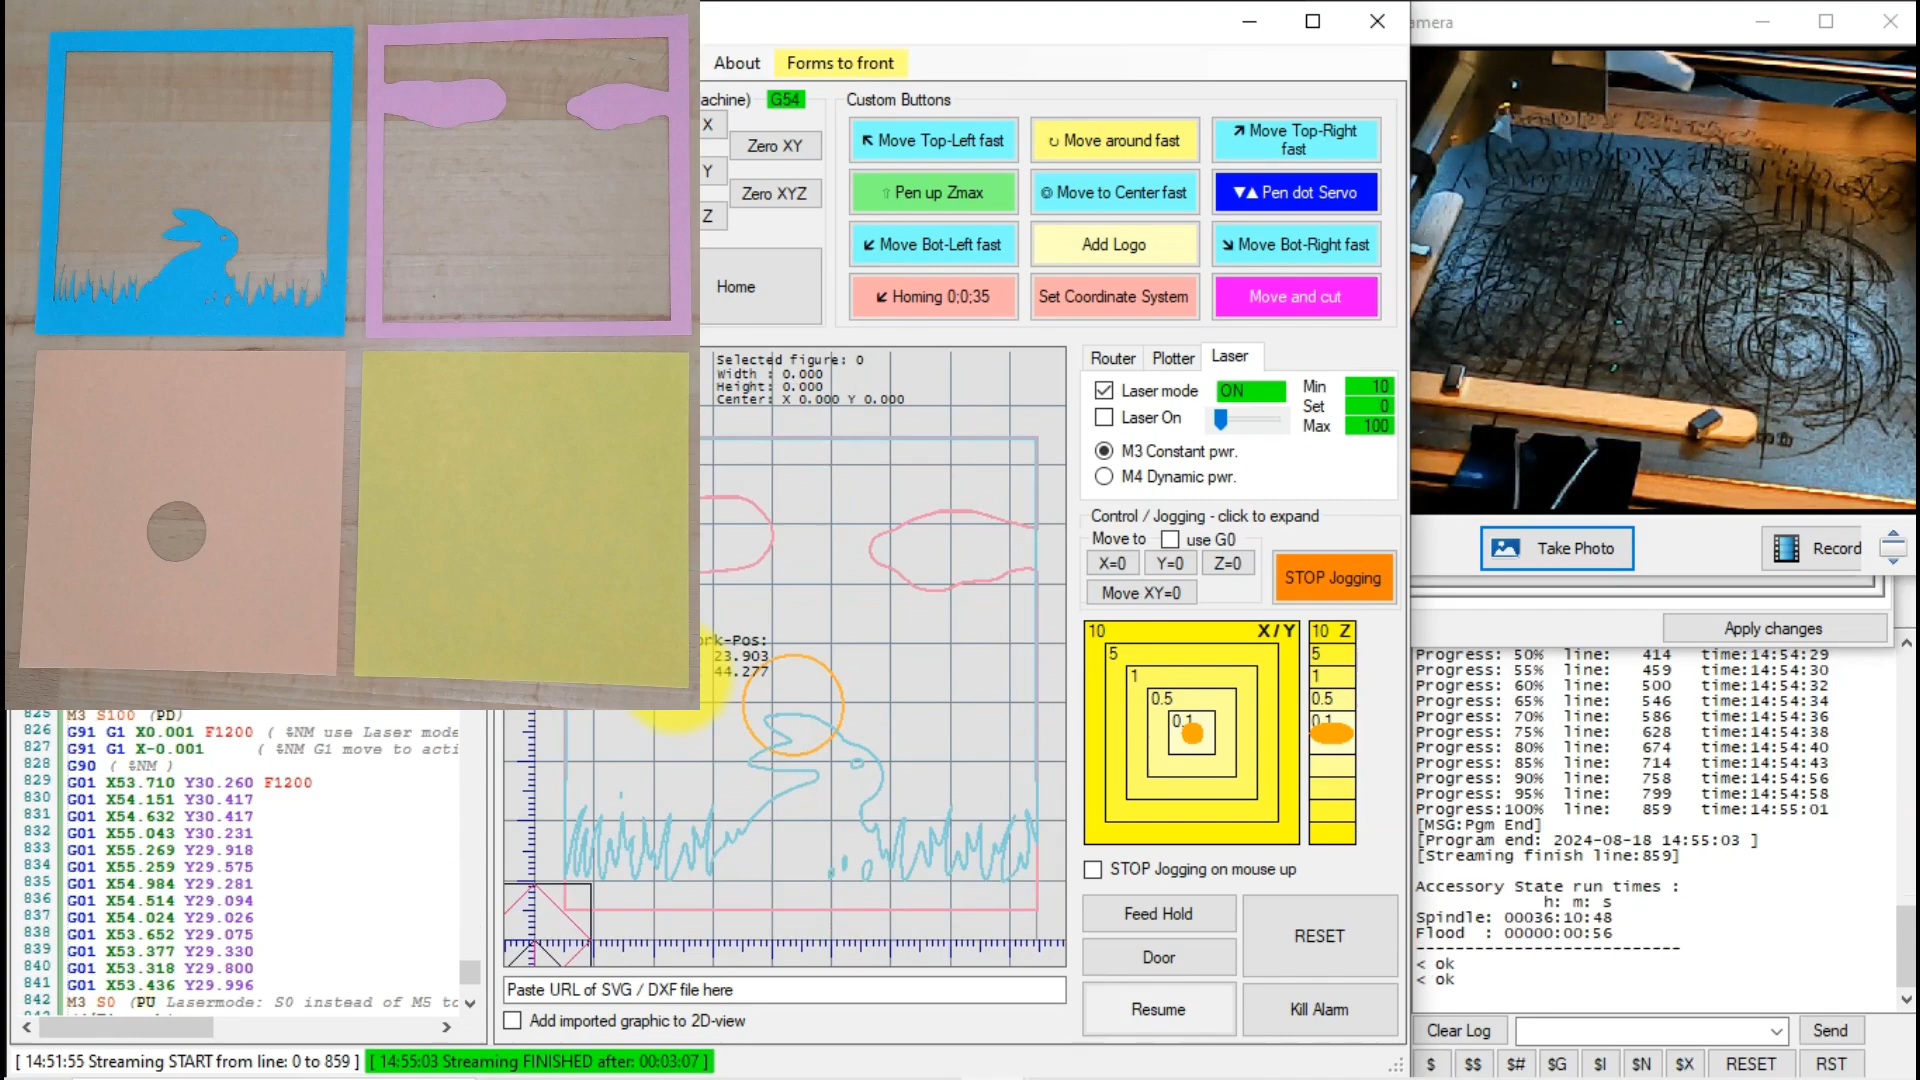 amera
About
Forms to front
achine)
G54
Custom Buttons
X
Zero XY
Y
Zero XYZ
Z
Home
↖ Move Top-Left fast
↻ Move around fast
↗ Move Top-Right fast
⇧ Pen up Zmax
◎ Move to Center fast
▼▲ Pen dot Servo
↙ Move Bot-Left fast
Add Logo
↘ Move Bot-Right fast
↙ Homing 0;0;35
Set Coordinate System
Move and cut
Selected figure: 0
Width : 0.000
Height: 0.000
Center: X 0.000 Y 0.000
Router
Plotter
Laser
Laser mode
ON
Min
10
Laser On
Set
0
Max
100
M3 Constant pwr.
M4 Dynamic pwr.
Control / Jogging - click to expand
Move to
use G0
X=0
Y=0
Z=0
Move XY=0
STOP Jogging
Take Photo
Record
Apply changes
ork-Pos:
23.903
44.277
10
X/Y
5
1
0.5
0.1
10 Z
5
1
0.5
0.1
STOP Jogging on mouse up
Feed Hold
RESET
Door
Resume
Kill Alarm
825 M3 S100 (PD)
826 G91 G1 X0.001 F1200 ( %NM use Laser mode
827 G91 G1 X-0.001 ( %NM G1 move to acti
828 G90 ( %NM )
829 G01 X53.710 Y30.260 F1200
830 G01 X54.151 Y30.417
831 G01 X54.632 Y30.417
832 G01 X55.043 Y30.231
833 G01 X55.269 Y29.918
834 G01 X55.259 Y29.575
835 G01 X54.984 Y29.281
836 G01 X54.514 Y29.094
837 G01 X54.024 Y29.026
838 G01 X53.652 Y29.075
839 G01 X53.377 Y29.330
840 G01 X53.318 Y29.800
841 G01 X53.436 Y29.996
842 M3 S0 (PU Lasermode: S0 instead of M5 to
Paste URL of SVG / DXF file here
Add imported graphic to 2D-view
Progress: 50% line: 414 time:14:54:29
Progress: 55% line: 459 time:14:54:30
Progress: 60% line: 500 time:14:54:32
Progress: 65% line: 546 time:14:54:34
Progress: 70% line: 586 time:14:54:36
Progress: 75% line: 628 time:14:54:38
Progress: 80% line: 674 time:14:54:40
Progress: 85% line: 714 time:14:54:43
Progress: 90% line: 758 time:14:54:56
Progress: 95% line: 799 time:14:54:58
Progress:100% line: 859 time:14:55:01
[MSG:Pgm End]
[Program end: 2024-08-18 14:55:03 ]
[Streaming finish line:859]
Accessory State run times :
h: m: s
Spindle: 00036:10:48
Flood : 00000:00:56
---------------------------
< ok
< ok
Clear Log
Send
$
$$
$#
$G
$I
$N
$X
RESET
RST
[ 14:51:55 Streaming START from line: 0 to 859 ]
[ 14:55:03 Streaming FINISHED after: 00:03:07 ]